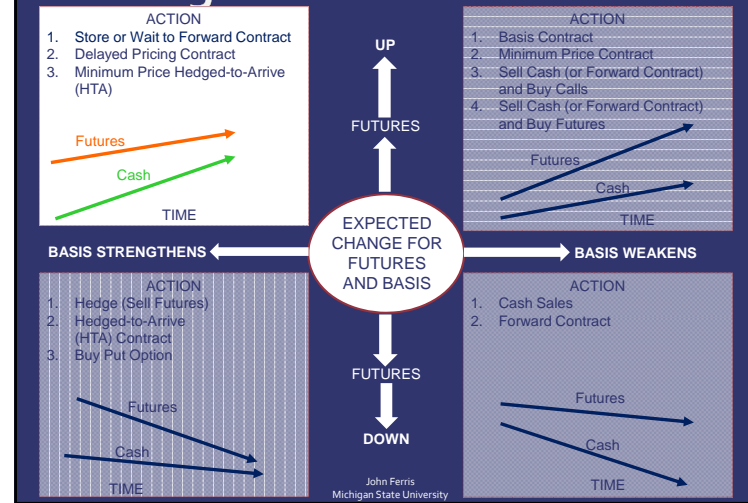 ACTION
1. Store or Wait to Forward Contract
2. Delayed Pricing Contract
3. Minimum Price Hedged-to-Arrive
(HTA)
Futures
Cash
TIME
UP
FUTURES
ACTION
1. Basis Contract
2. Minimum Price Contract
3. Sell Cash (or Forward Contract)
and Buy Calls
4. Sell Cash (or Forward Contract)
and Buy Futures
Futures
Cash
TIME
BASIS STRENGTHENS
EXPECTED
CHANGE FOR
FUTURES
AND BASIS
BASIS WEAKENS
ACTION
1. Hedge (Sell Futures)
2. Hedged-to-Arrive
(HTA) Contract
3. Buy Put Option
Futures
Cash
TIME
FUTURES
DOWN
John Ferris
Michigan State University
ACTION
1. Cash Sales
2. Forward Contract
Futures
Cash
TIME